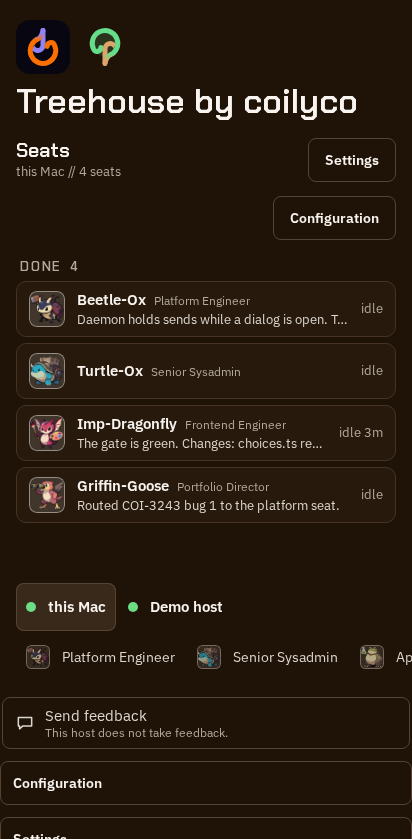 Treehouse by coilyco
Seats
this Mac // 4 seats
Settings
Configuration
DONE 4
Beetle-Ox Platform Engineer
Daemon holds sends while a dialog is open. T...
idle
Turtle-Ox Senior Sysadmin
idle
Imp-Dragonfly Frontend Engineer
The gate is green. Changes: choices.ts re...
idle 3m
Griffin-Goose Portfolio Director
Routed COI-3243 bug 1 to the platform seat.
idle
this Mac Demo host
Platform Engineer Senior Sysadmin Ap
Send feedback
This host does not take feedback.
Configuration
Settings